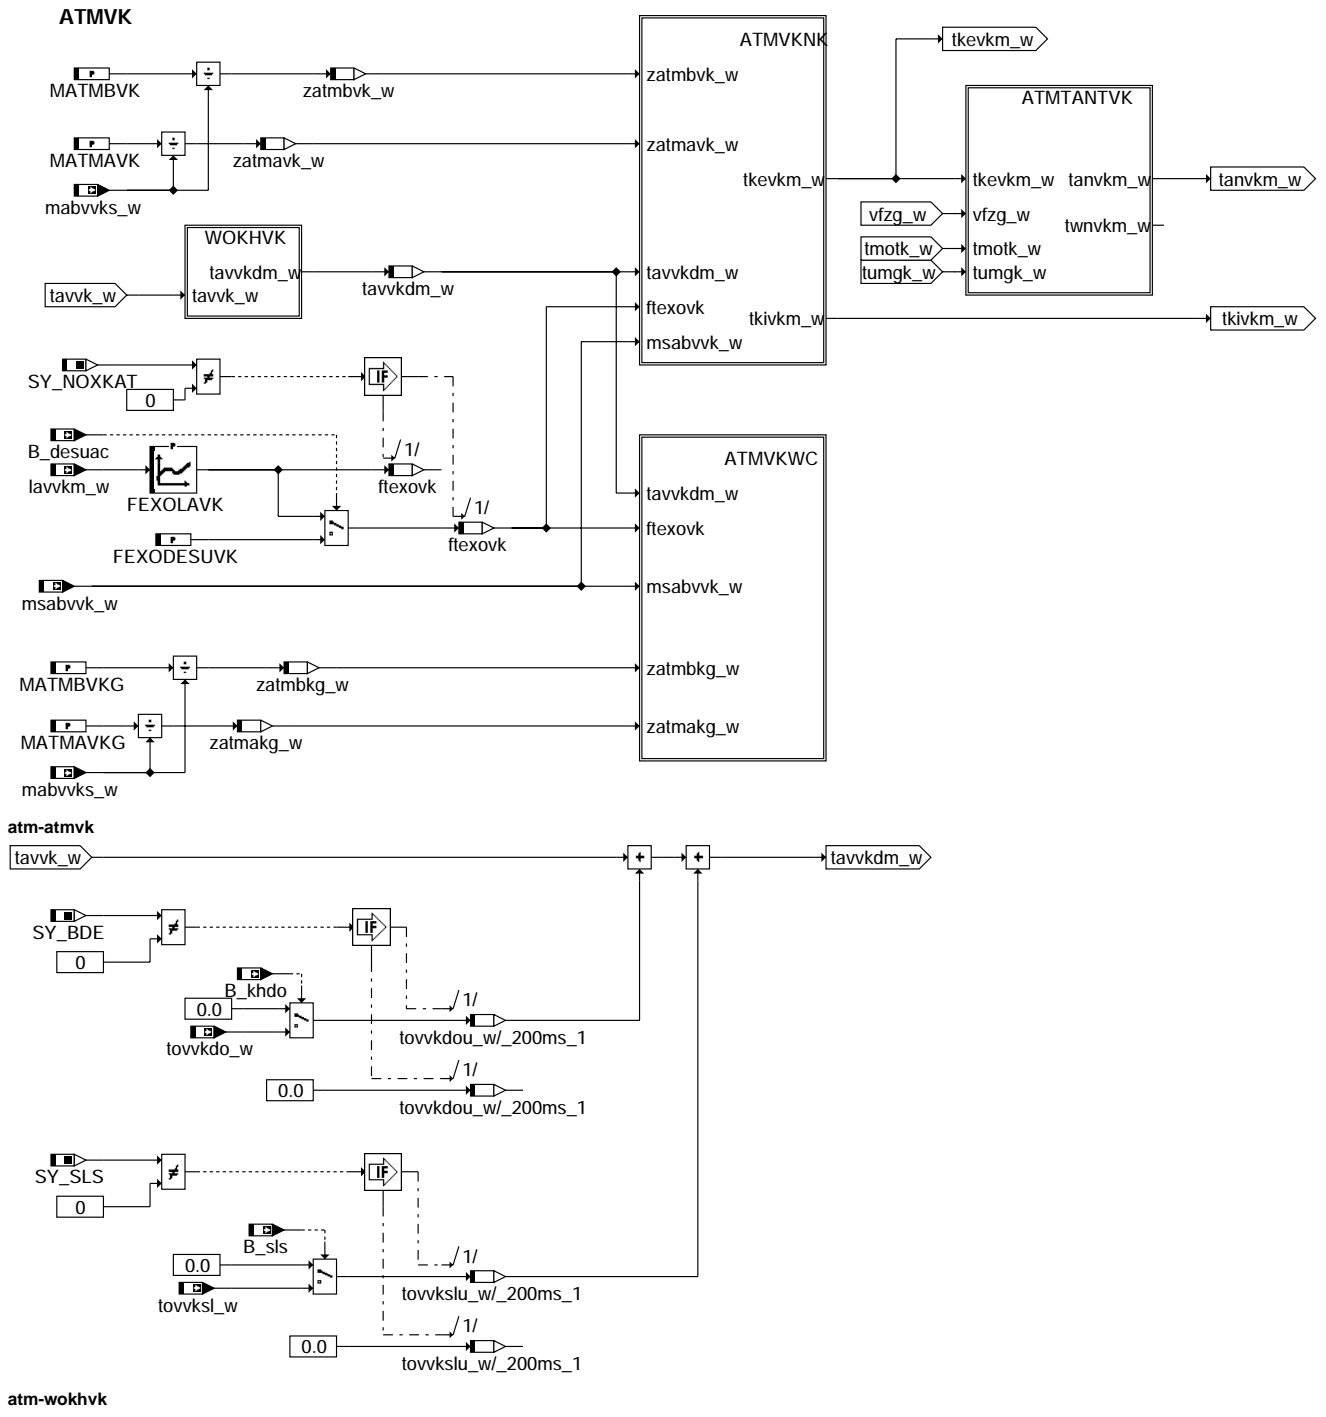 ATMVK
ATMVKNK
tkevkm_w
P
zatmbvk_w
MATMBVK
zatmbvk_w
ATMTANTVK
P
zatmavk_w
MATMAVK
zatmavk_w
mabvvks_w
tkevkm_w
tkevkm_w
tanvkm_w
tanvkm_w
vfzg_w
vfzg_w
twnvkm_w
WOKHVK
tmotk_w
tmotk_w
tavvkdm_w
tavvkdm_w
tavvkdm_w
tumgk_w
tumgk_w
tavvk_w
tavvk_w
ftexovk
tkivkm_w
tkivkm_w
msabvvk_w
SY_NOXKAT
0
IF
B_desuac
1/
ATMVKWC
lavvkm_w
P
ftexovk
FEXOLAVK
tavvkdm_w
1/
P
ftexovk
FEXODESUVK
ftexovk
msabvvk_w
msabvvk_w
P
zatmbkg_w
MATMBVKG
zatmbkg_w
P
zatmakg_w
MATMAVKG
zatmakg_w
mabvvks_w
atm-atmvk
tavvk_w
+
+
tavvkdm_w
SY_BDE
0
IF
B_khdo
1/
0.0
tovvkdo_w
tovvkdou_w/_200ms_1
1/
0.0
tovvkdou_w/_200ms_1
SY_SLS
0
IF
B_sls
1/
0.0
tovvksl_w
tovvkslu_w/_200ms_1
1/
0.0
tovvkslu_w/_200ms_1
atm-wokhvk